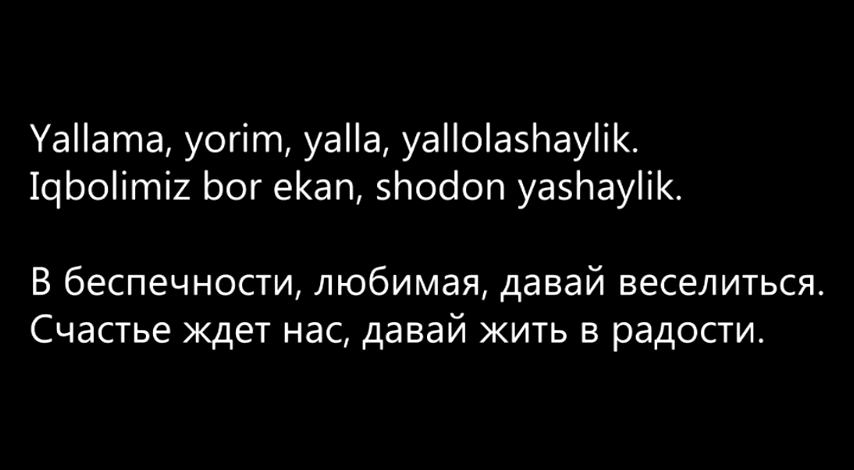 Yallama, yorim, yalla, yallolashaylik.
Iqbolimiz bor ekan, shodon yashaylik.
В беспечности, любимая, давай веселиться.
Счастье ждет нас, давай жить в радости.